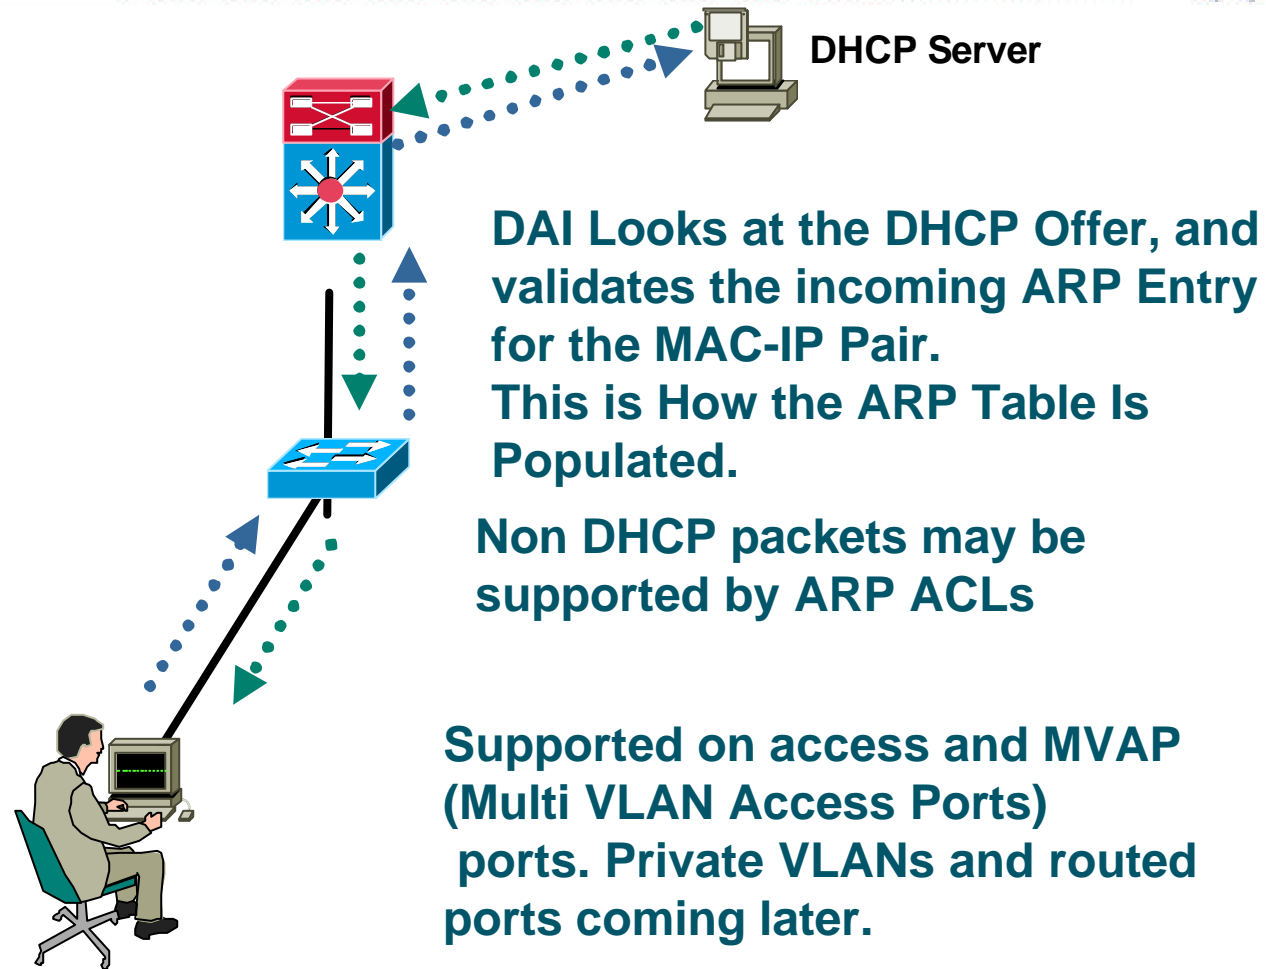 DHCP Server
DAI Looks at the DHCP Offer, and
validates the incoming ARP Entry
for the MAC-IP Pair.
This is How the ARP Table Is
Populated.
Non DHCP packets may be
supported by ARP ACLs
Supported on access and MVAP
(Multi VLAN Access Ports)
ports. Private VLANs and routed
ports coming later.